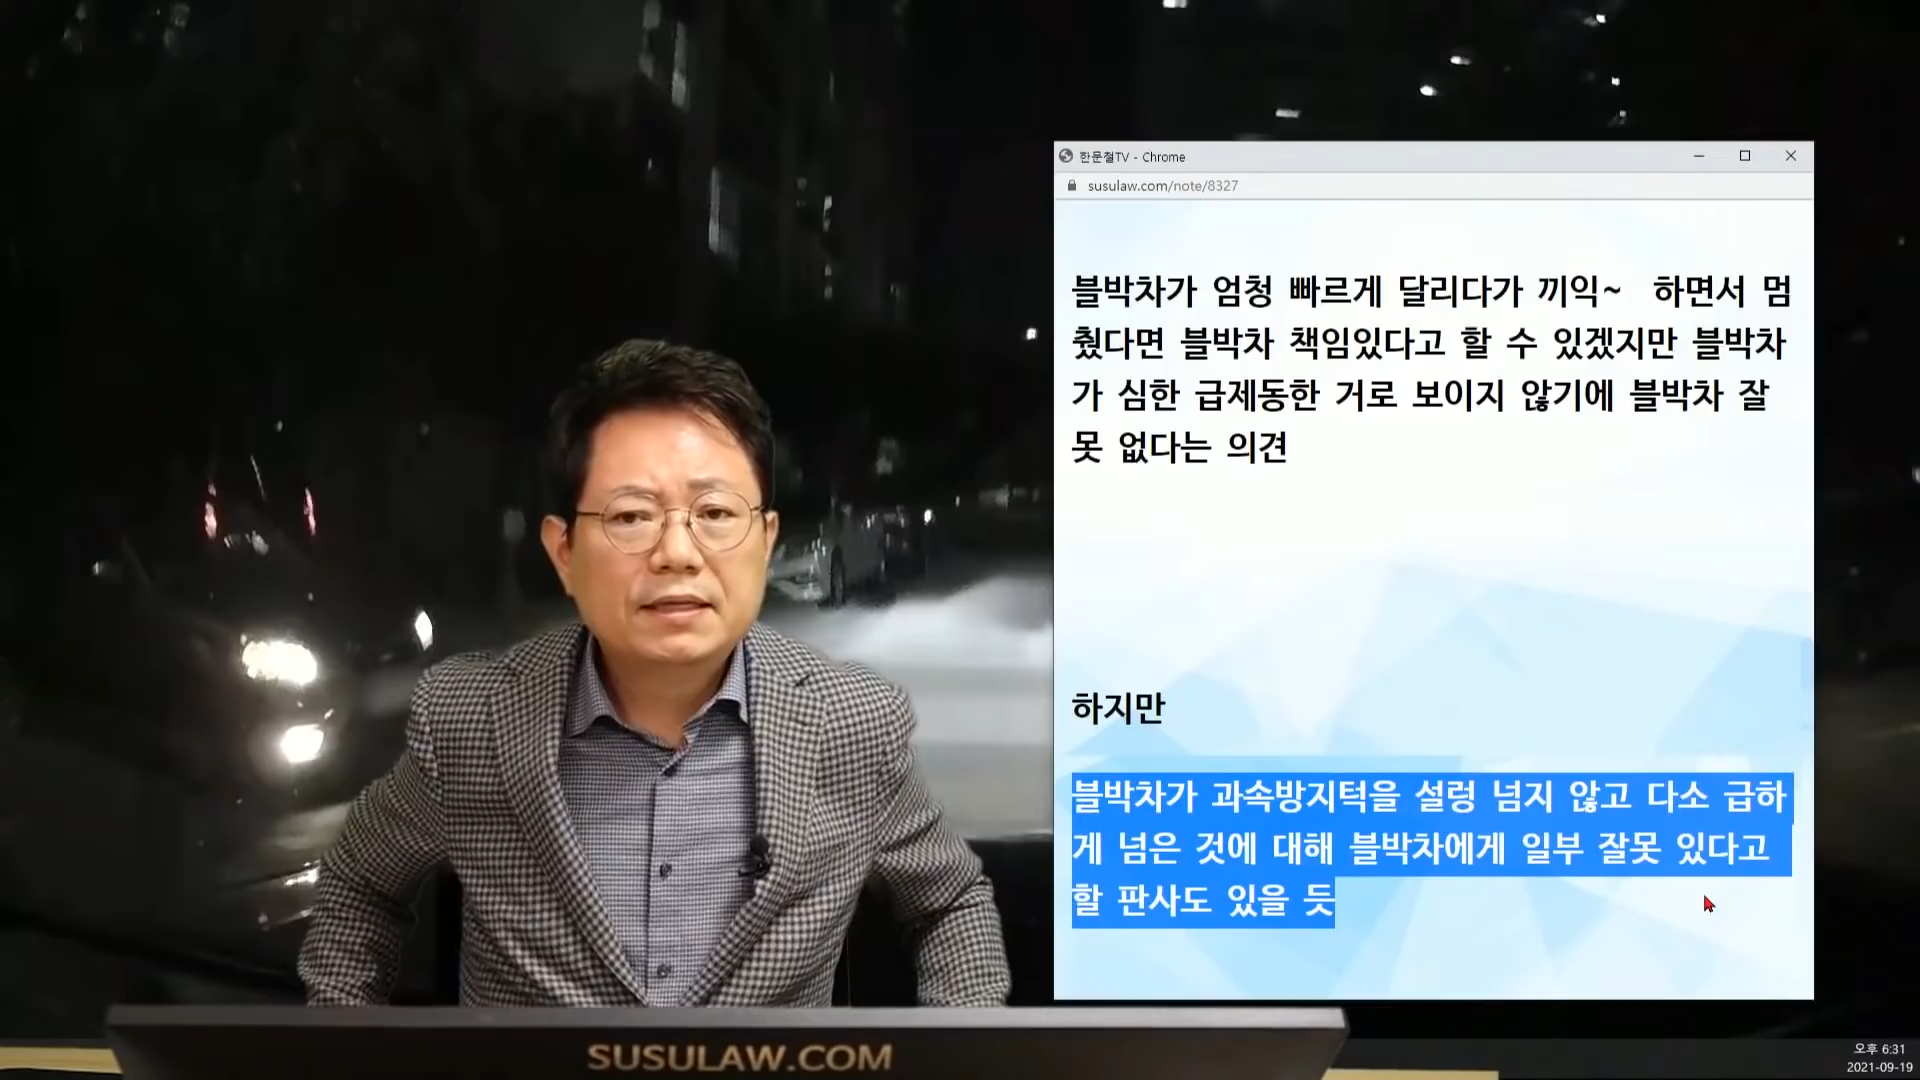 한문철TV - Chrome
susulaw.com/note/8327
블박차가 엄청 빠르게 달리다가 끼익~ 하면서 멈
췄다면 블박차 책임있다고 할 수 있겠지만 블박차
가 심한 급제동한 거로 보이지 않기에 블박차 잘
못 없다는 의견
하지만
블박차가 과속방지턱을 설렁 넘지 않고 다소 급하
게 넘은 것에 대해 블박차에게 일부 잘못 있다고
할 판사도 있을 듯
SUSULAW.COM
오후 6:31
2021-09-19